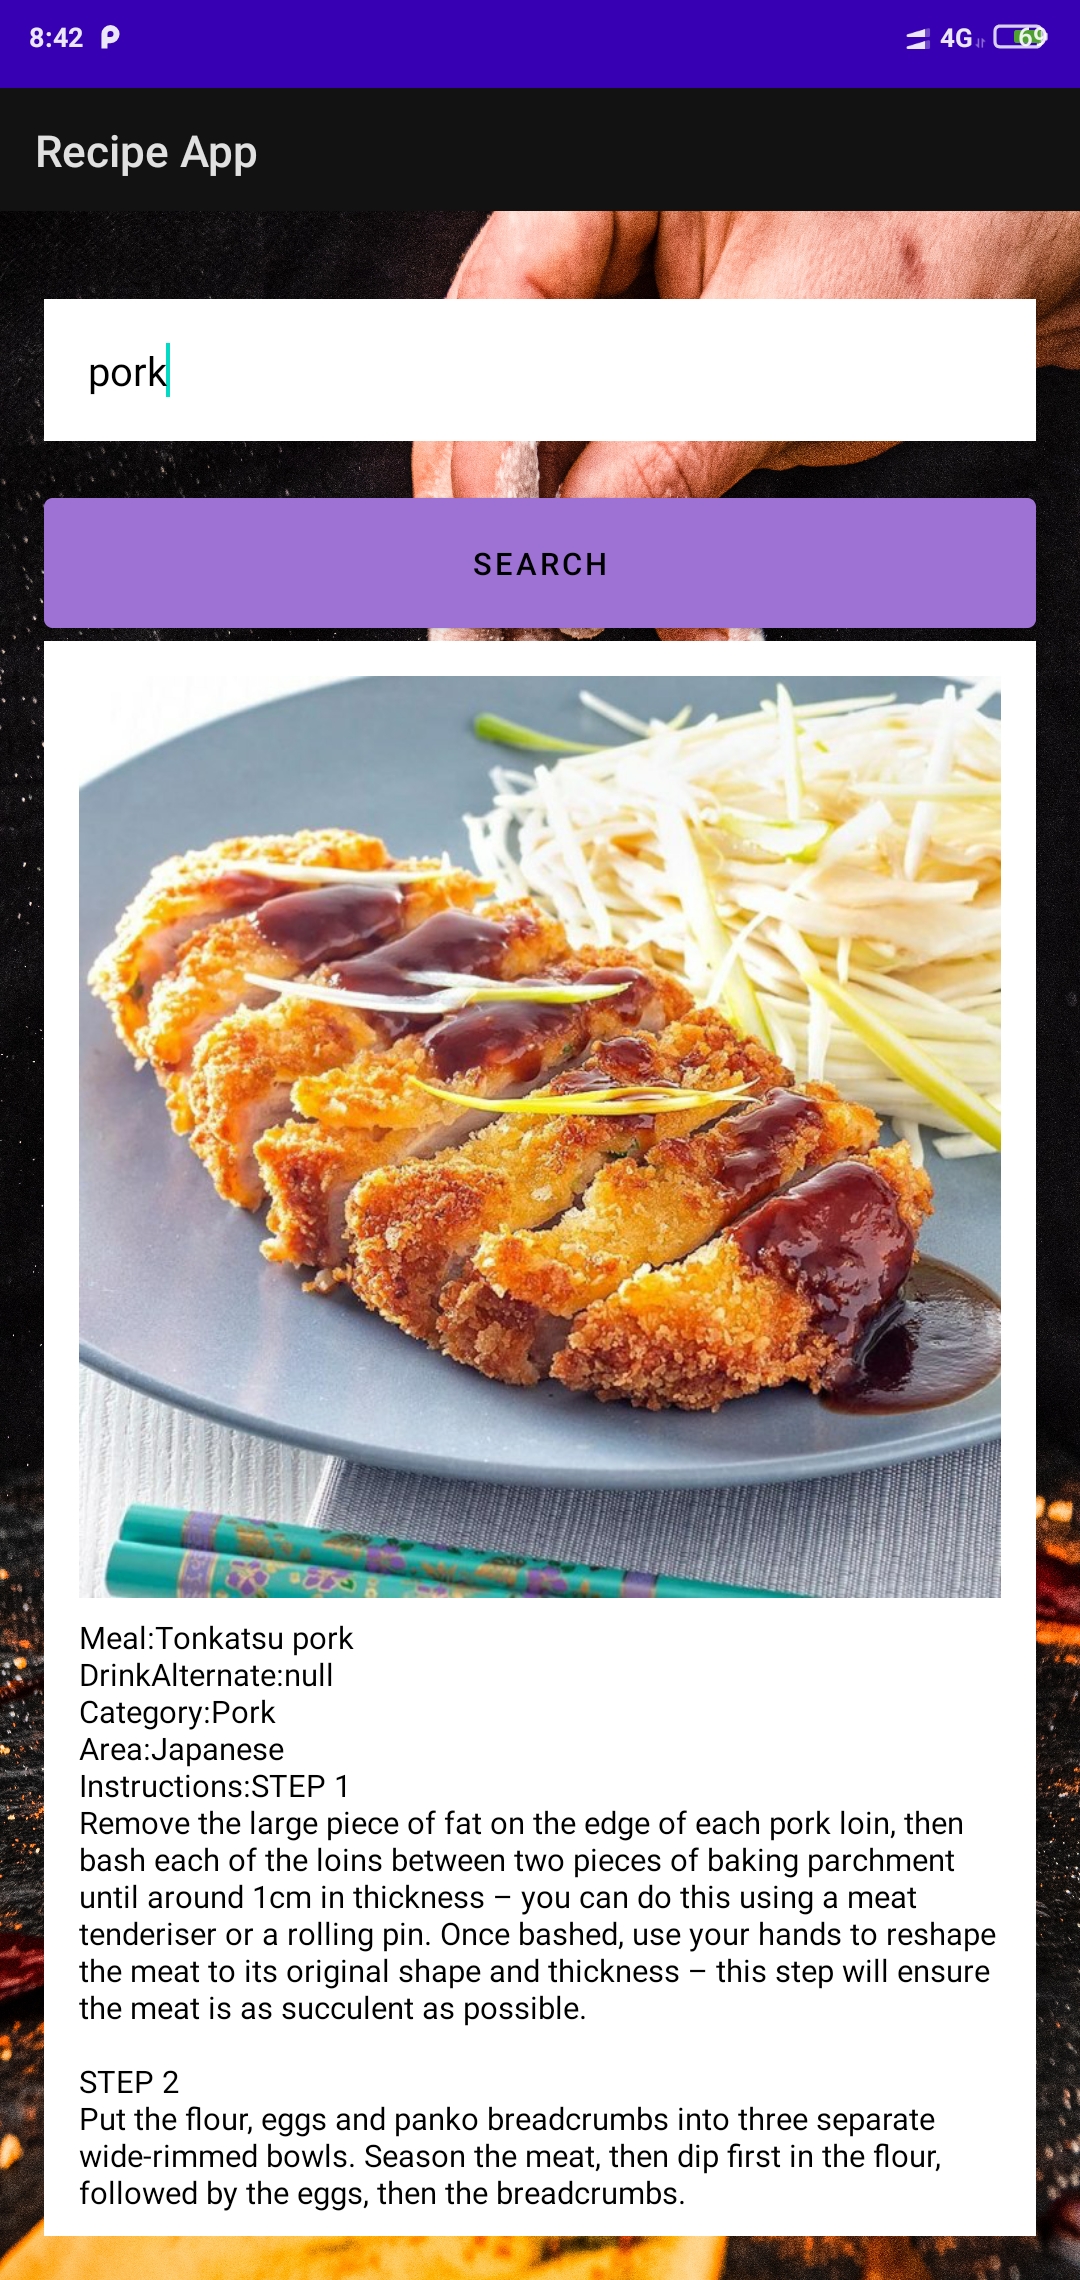 8:42
4G
69
Recipe App
pork
SEARCH
Meal:Tonkatsu pork
DrinkAlternate:null
Category:Pork
Area:Japanese
Instructions:STEP 1
Remove the large piece of fat on the edge of each pork loin, then
bash each of the loins between two pieces of baking parchment
until around 1cm in thickness – you can do this using a meat
tenderiser or a rolling pin. Once bashed, use your hands to reshape
the meat to its original shape and thickness – this step will ensure
the meat is as succulent as possible.
STEP 2
Put the flour, eggs and panko breadcrumbs into three separate
wide-rimmed bowls. Season the meat, then dip first in the flour,
followed by the eggs, then the breadcrumbs.